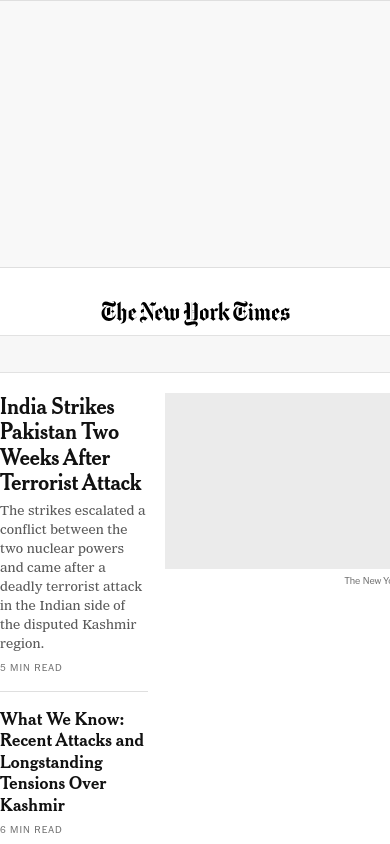 The New York Times
India Strikes
Pakistan Two
Weeks After
Terrorist Attack
The strikes escalated a
conflict between the
two nuclear powers
and came after a
deadly terrorist attack
in the Indian side of
the disputed Kashmir
region.
5 MIN READ
The New Yo
What We Know:
Recent Attacks and
Longstanding
Tensions Over
Kashmir
6 MIN READ